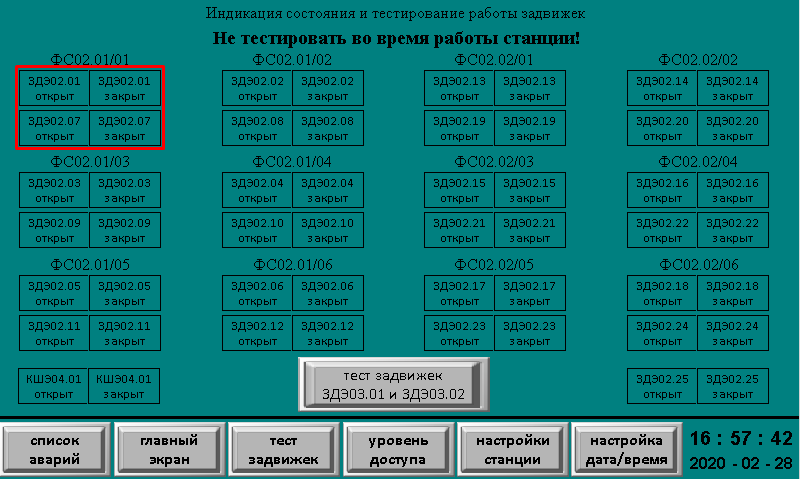 Индикация состояния и тестирование работы задвижек
Не тестировать во время работы станции!
ФС02.01/01 ФС02.01/02 ФС02.02/01 ФС02.02/02
ЗДЭ02.01 ЗДЭ02.01 ЗДЭ02.02 ЗДЭ02.02 ЗДЭ02.13 ЗДЭ02.13 ЗДЭ02.14 ЗДЭ02.14
открыт закрыт открыт закрыт открыт закрыт открыт закрыт
ЗДЭ02.07 ЗДЭ02.07 ЗДЭ02.08 ЗДЭ02.08 ЗДЭ02.19 ЗДЭ02.19 ЗДЭ02.20 ЗДЭ02.20
открыт закрыт открыт закрыт открыт закрыт открыт закрыт
ФС02.01/03 ФС02.01/04 ФС02.02/03 ФС02.02/04
ЗДЭ02.03 ЗДЭ02.03 ЗДЭ02.04 ЗДЭ02.04 ЗДЭ02.15 ЗДЭ02.15 ЗДЭ02.16 ЗДЭ02.16
открыт закрыт открыт закрыт открыт закрыт открыт закрыт
ЗДЭ02.09 ЗДЭ02.09 ЗДЭ02.10 ЗДЭ02.10 ЗДЭ02.21 ЗДЭ02.21 ЗДЭ02.22 ЗДЭ02.22
открыт закрыт открыт закрыт открыт закрыт открыт закрыт
ФС02.01/05 ФС02.01/06 ФС02.02/05 ФС02.02/06
ЗДЭ02.05 ЗДЭ02.05 ЗДЭ02.06 ЗДЭ02.06 ЗДЭ02.17 ЗДЭ02.17 ЗДЭ02.18 ЗДЭ02.18
открыт закрыт открыт закрыт открыт закрыт открыт закрыт
ЗДЭ02.11 ЗДЭ02.11 ЗДЭ02.12 ЗДЭ02.12 ЗДЭ02.23 ЗДЭ02.23 ЗДЭ02.24 ЗДЭ02.24
открыт закрыт открыт закрыт открыт закрыт открыт закрыт
КШЭ04.01 КШЭ04.01 тест задвижек ЗДЭ02.25 ЗДЭ02.25
открыт закрыт ЗДЭ03.01 и ЗДЭ03.02 открыт закрыт
список главный тест уровень настройки настройка 16 : 57 : 42
аварий экран задвижек доступа станции дата/время 2020 - 02 - 28